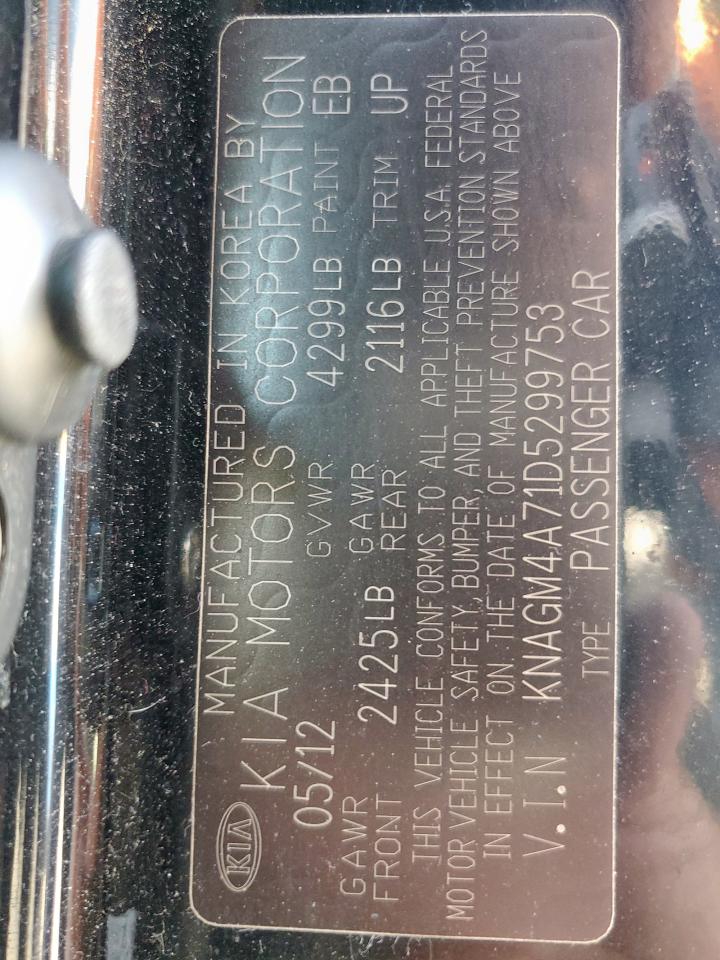 KIA
MANUFACTURED IN KOREA BY
KIA MOTORS CORPORATION
05/12 GVWR 4299LB PAINT EB
GAWR FRONT 2425LB GAWR REAR 2116LB TRIM UP
THIS VEHICLE CONFORMS TO ALL APPLICABLE U.S.A. FEDERAL
MOTOR VEHICLE SAFETY, BUMPER, AND THEFT PREVENTION STANDARDS
IN EFFECT ON THE DATE OF MANUFACTURE SHOWN ABOVE
V.I.N KNAGM4A71D5299753
TYPE PASSENGER CAR